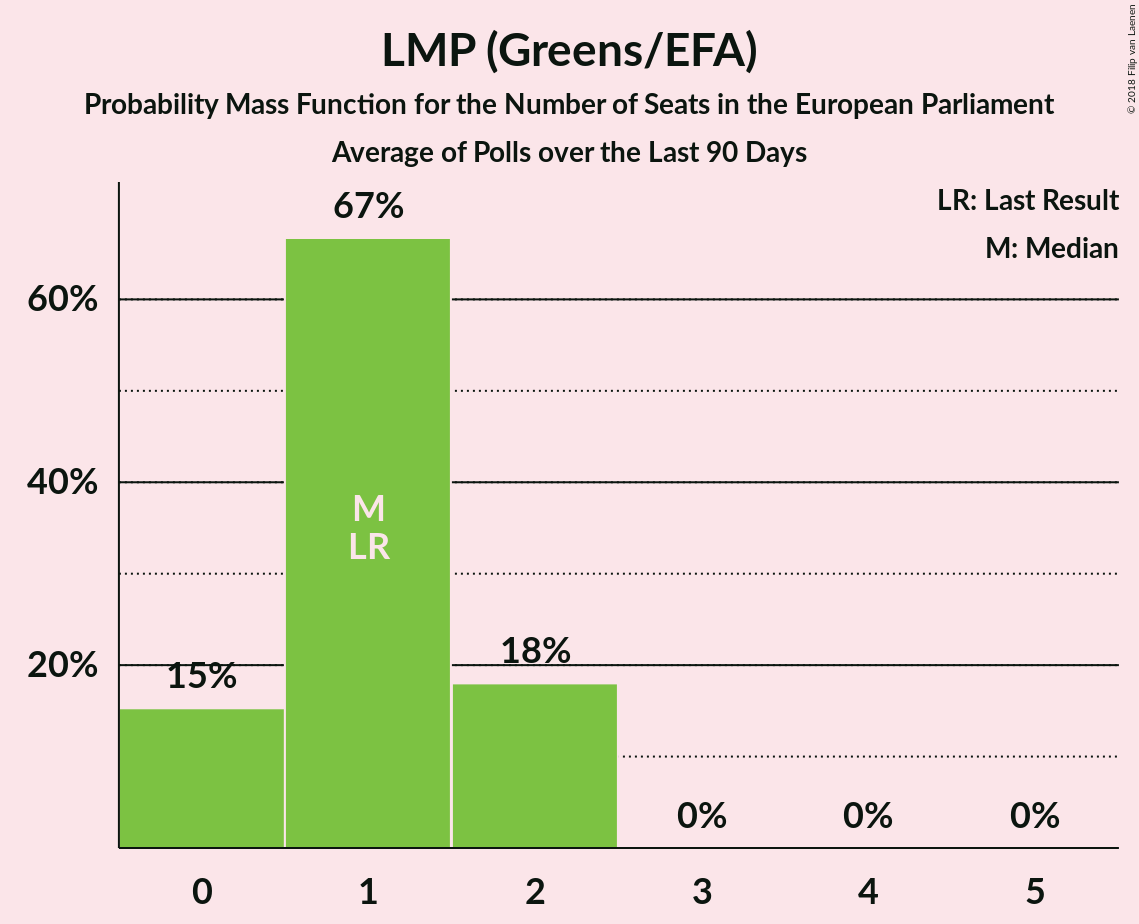 LMP (Greens/EFA)
Probability Mass Function for the Number of Seats in the European Parliament
Average of Polls over the Last 90 Days
© 2018 Filip van Laenen
LR: Last Result
M: Median
67%
60%
40%
M
LR
20%
15%
18%
0%
0%
0%
0
1
2
3
4
5